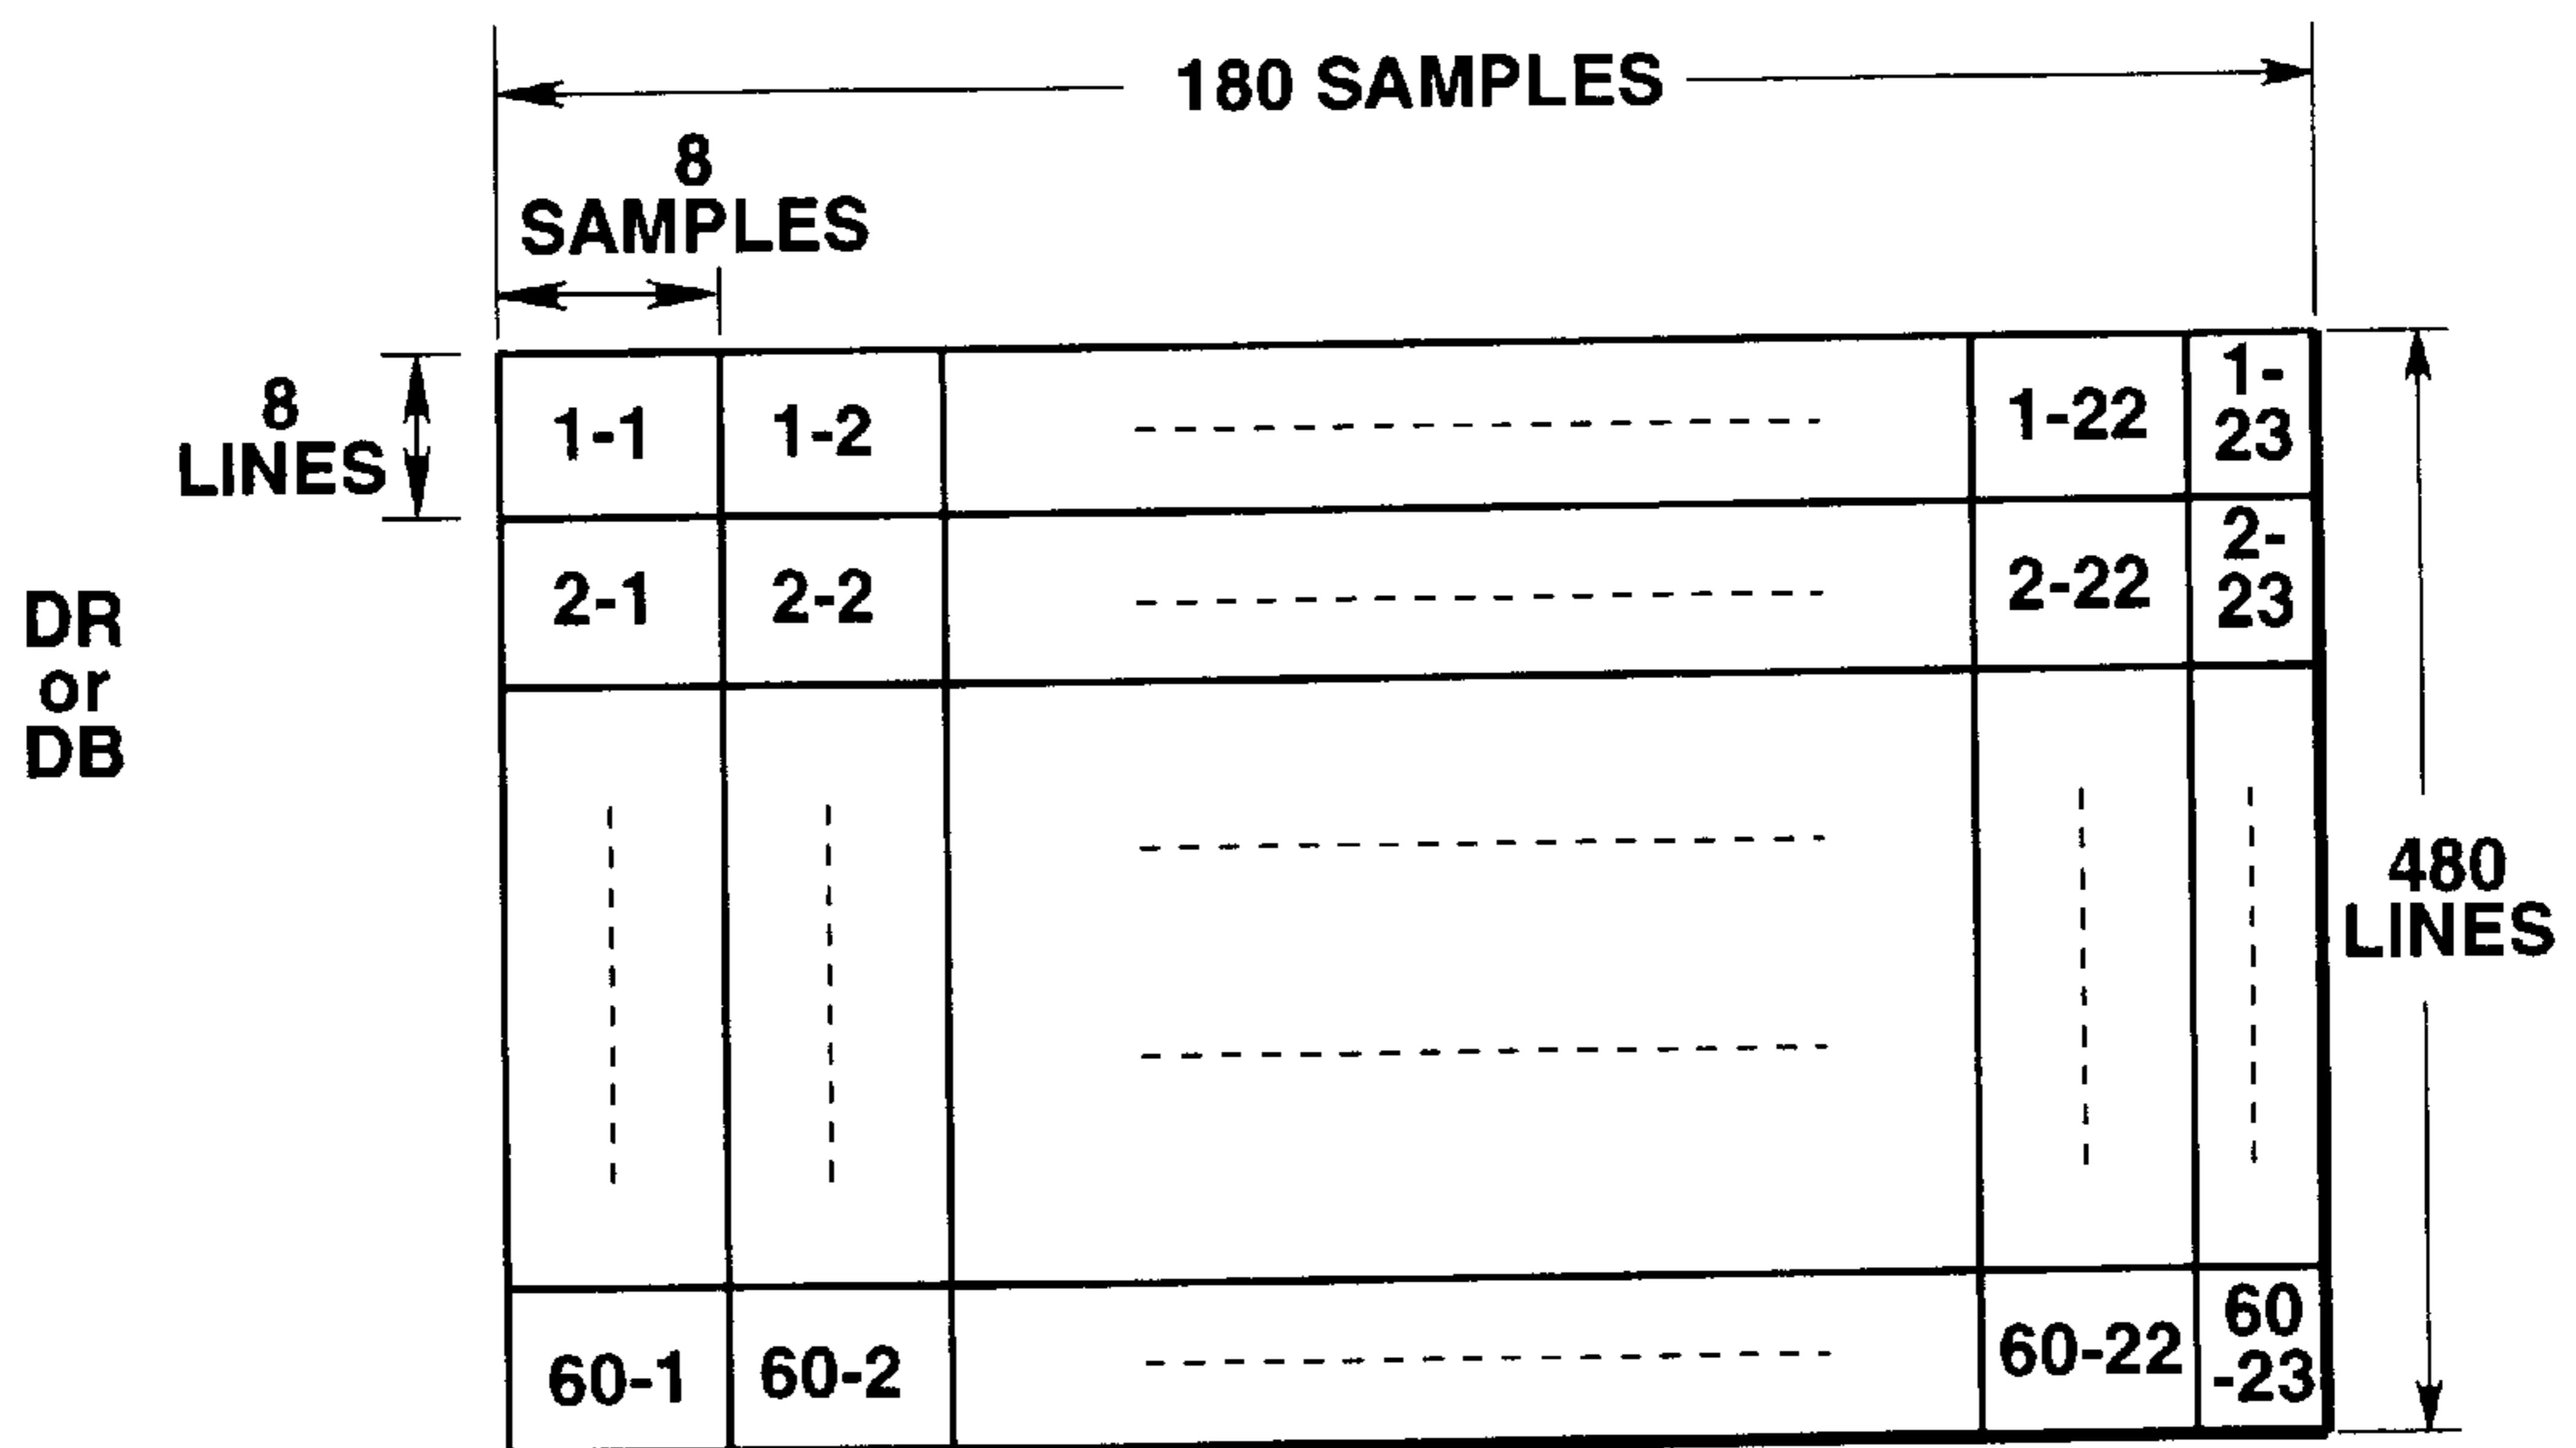 180 SAMPLES
8
SAMPLES
8
LINES
1-1 1-2 1-22 1-
23
2-1 2-2 2-22 2-
23
DR
or
DB
480
LINES
60-1 60-2 60-22 60
-23